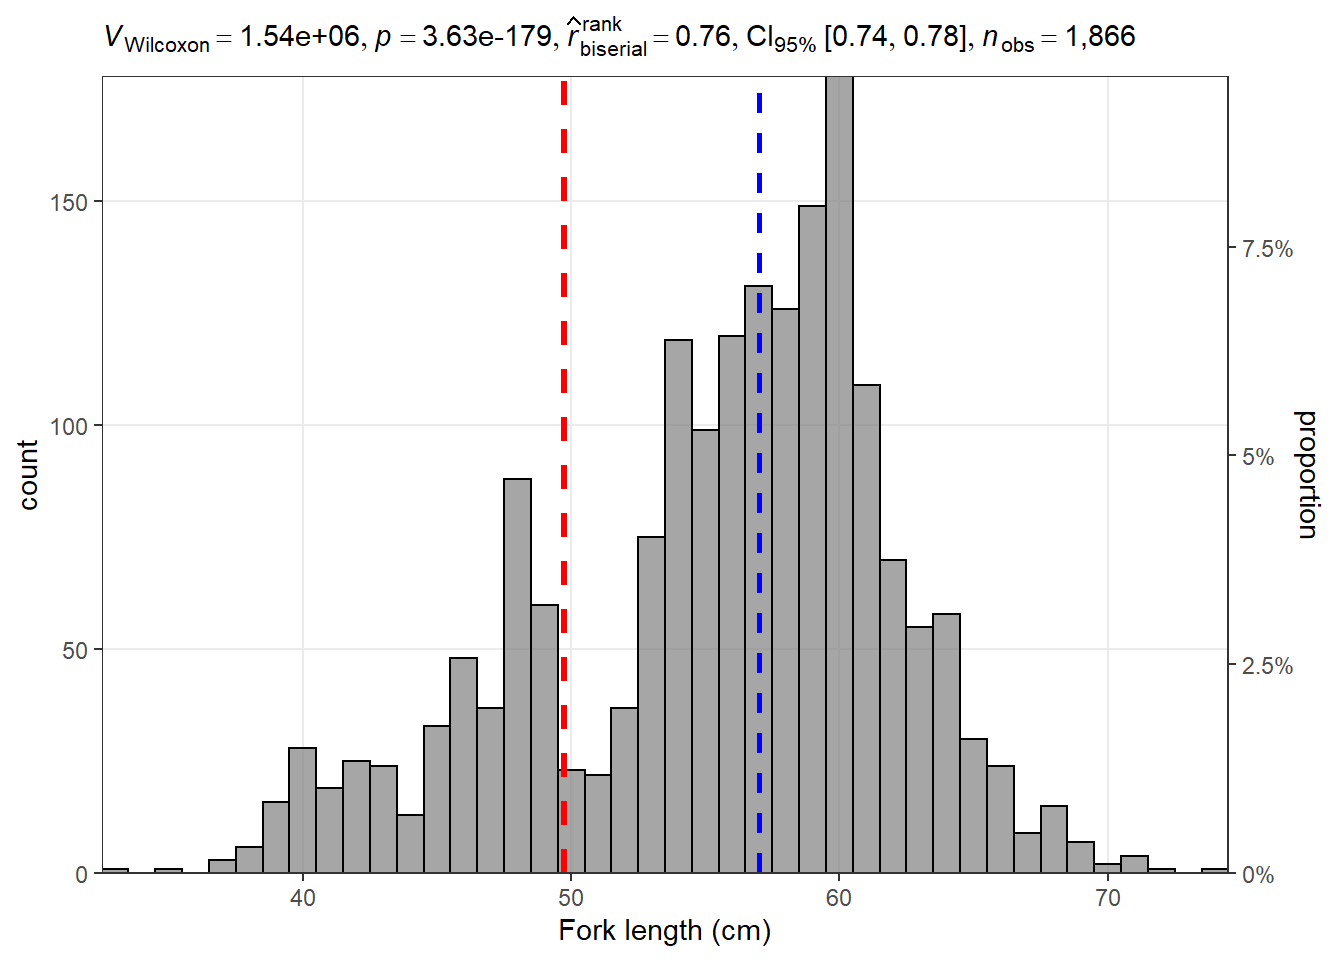 V Wilcoxon = 1.54e+06, p = 3.63e-179, r̂ rank biserial = 0.76, CI95% [0.74, 0.78], n obs = 1,866
150
100
50
0
count
7.5%
5%
2.5%
0%
proportion
40 50 60 70
Fork length (cm)